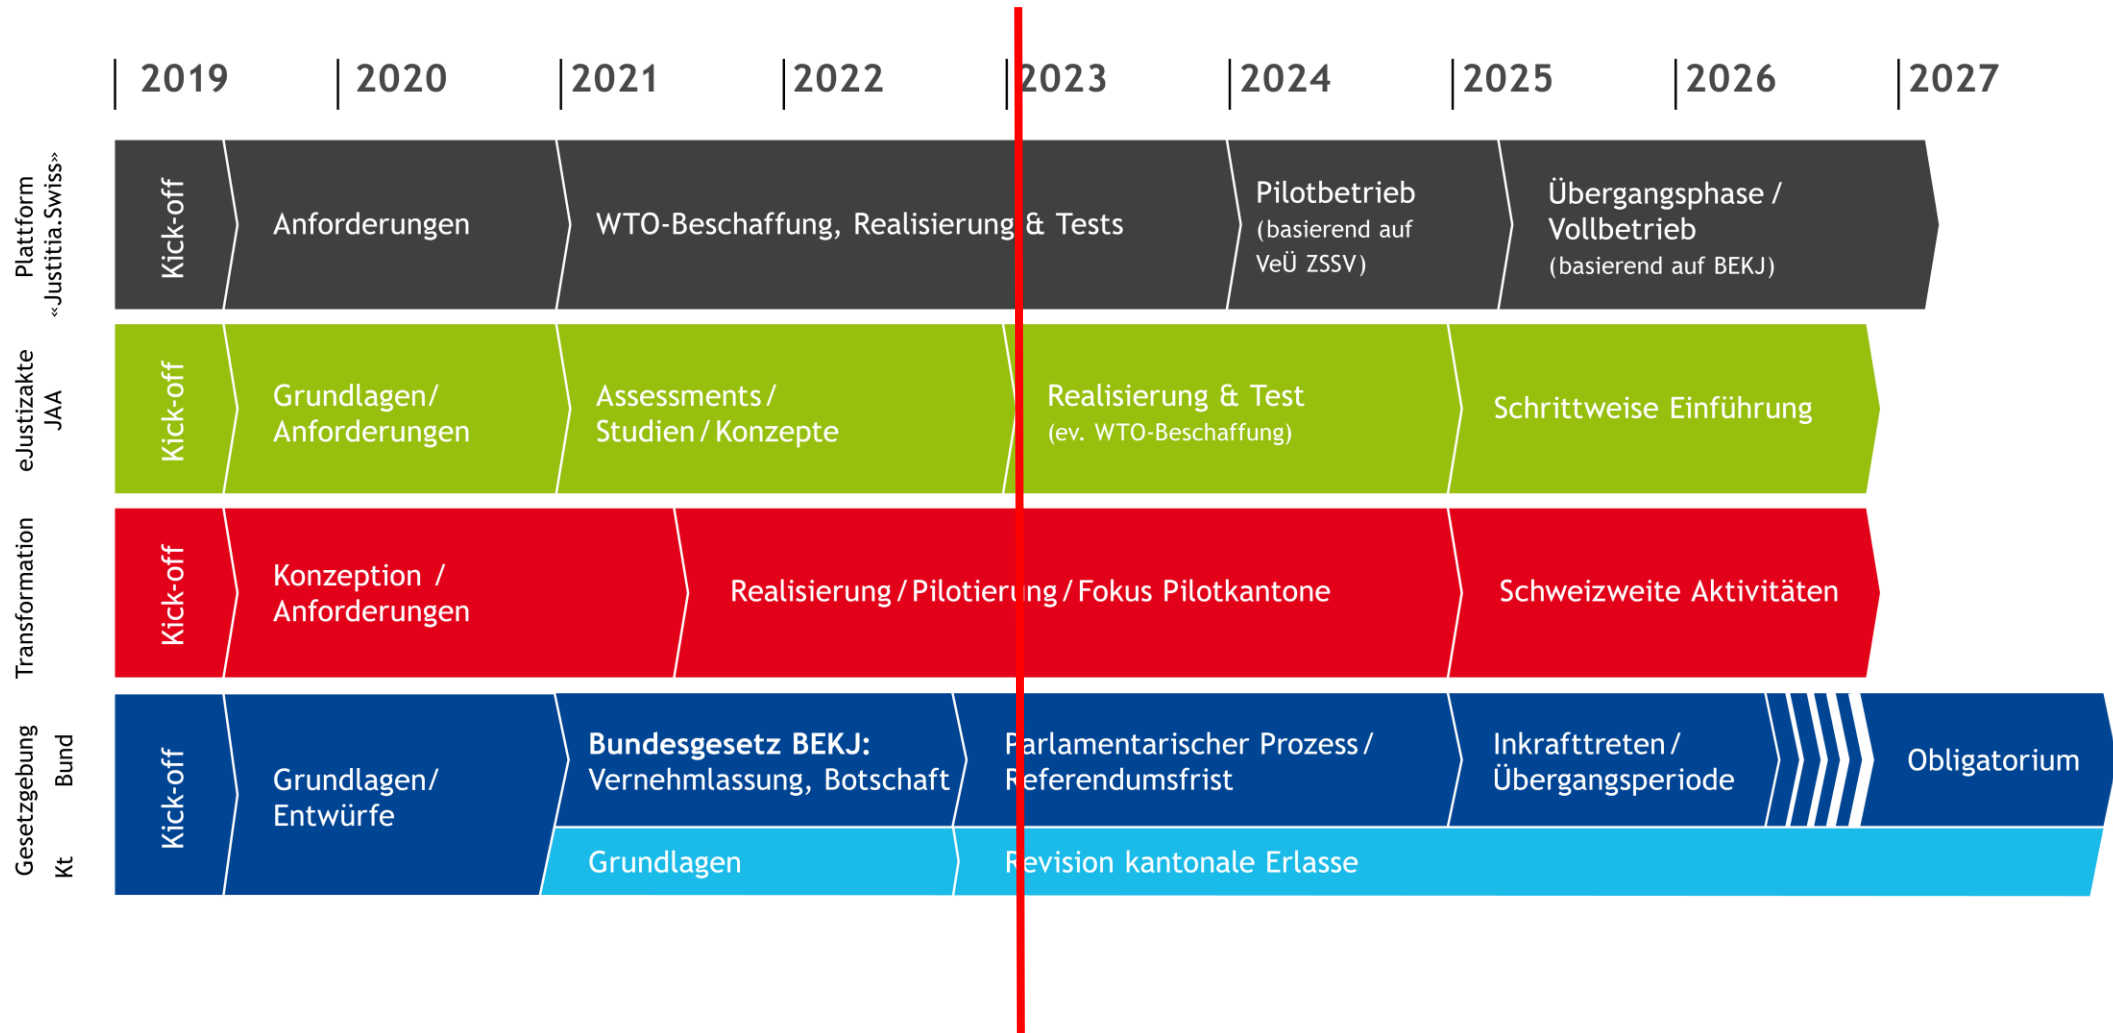 2019 2020 2021 2022 2023 2024 2025 2026 2027
Plattform
«Justitia.Swiss»
Kick-off
Anforderungen
WTO-Beschaffung, Realisierung & Tests
Pilotbetrieb
(basierend auf
VeÜ ZSSV)
Übergangsphase /
Vollbetrieb
(basierend auf BEKJ)
eJustizakte
JAA
Kick-off
Grundlagen/
Anforderungen
Assessments /
Studien / Konzepte
Realisierung & Test
(ev. WTO-Beschaffung)
Schrittweise Einführung
Transformation
Kick-off
Konzeption /
Anforderungen
Realisierung / Pilotierung / Fokus Pilotkantone
Schweizweite Aktivitäten
Gesetzgebung
Kt Bund
Kick-off
Grundlagen/
Entwürfe
Bundesgesetz BEKJ:
Vernehmlassung, Botschaft
Parlamentarischer Prozess /
Referendumsfrist
Inkrafttreten /
Übergangsperiode
Obligatorium
Grundlagen
Revision kantonale Erlasse